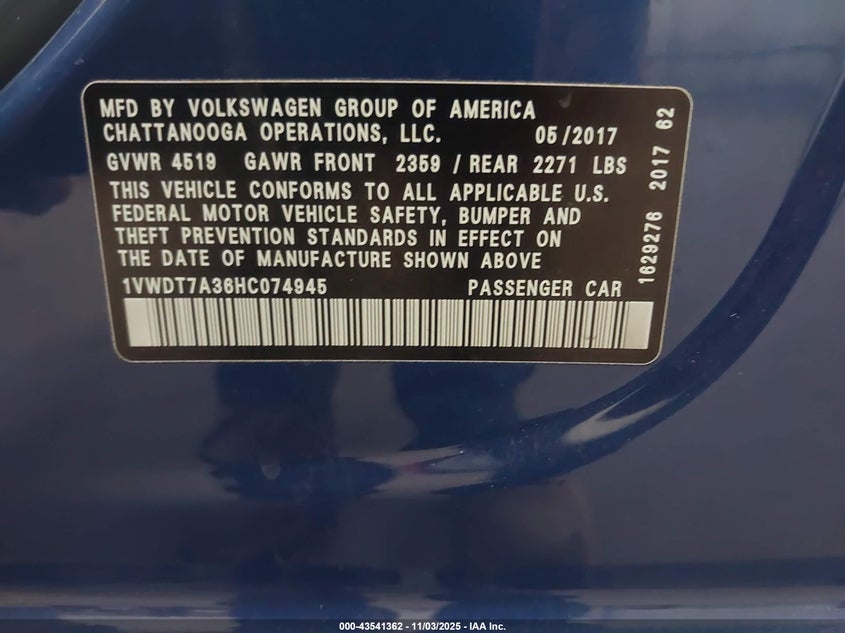 MFD BY VOLKSWAGEN GROUP OF AMERICA
CHATTANOOGA OPERATIONS, LLC. 05/2017
GVWR 4519 GAWR FRONT 2359 / REAR 2271 LBS
THIS VEHICLE CONFORMS TO ALL APPLICABLE U.S.
FEDERAL MOTOR VEHICLE SAFETY, BUMPER AND
THEFT PREVENTION STANDARDS IN EFFECT ON
THE DATE OF MANUFACTURE SHOWN ABOVE
1VWDT7A36HC074945 PASSENGER CAR
1629276 2017 62
000-43541362 - 11/03/2025 - IAA Inc.